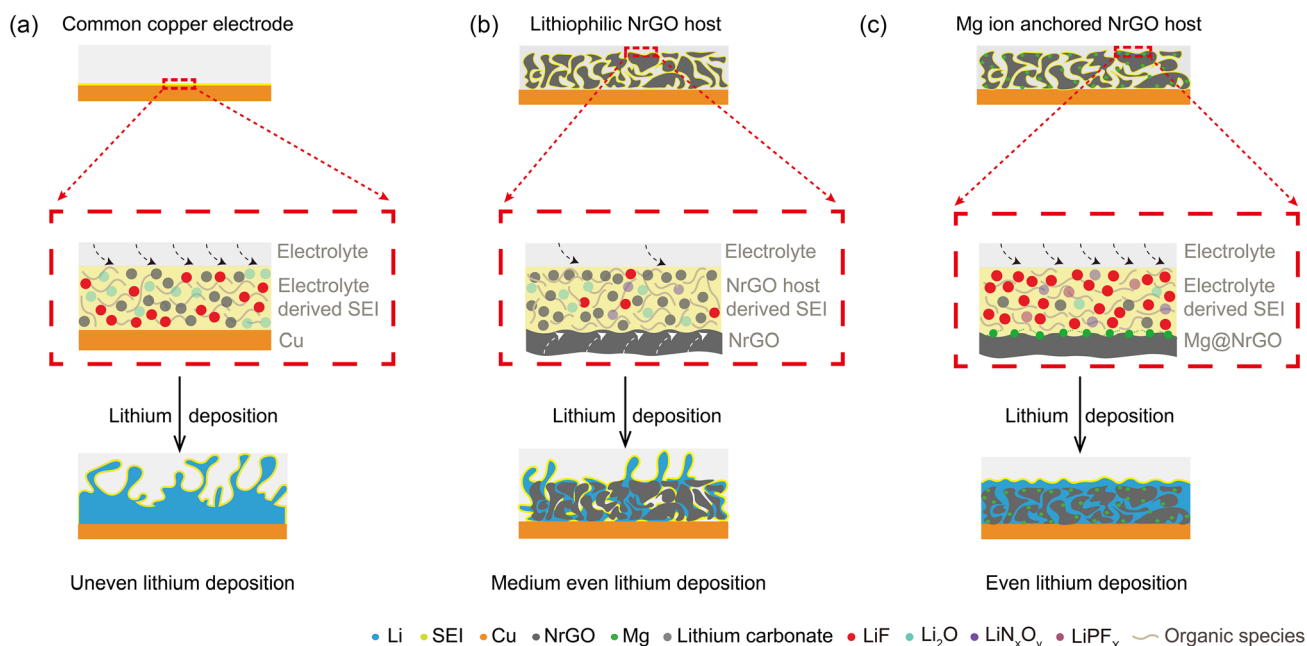 (a) Common copper electrode
(b) Lithiophilic NrGO host
(c) Mg ion anchored NrGO host
Electrolyte
Electrolyte
derived SEI
Cu
Electrolyte
NrGO host
derived SEI
NrGO
Electrolyte
Electrolyte
derived SEI
Mg@NrGO
Lithium deposition
Lithium deposition
Lithium deposition
Uneven lithium deposition
Medium even lithium deposition
Even lithium deposition
Li SEI Cu NrGO Mg Lithium carbonate LiF Li₂O LiNₓOᵧ LiPFₓ Organic species